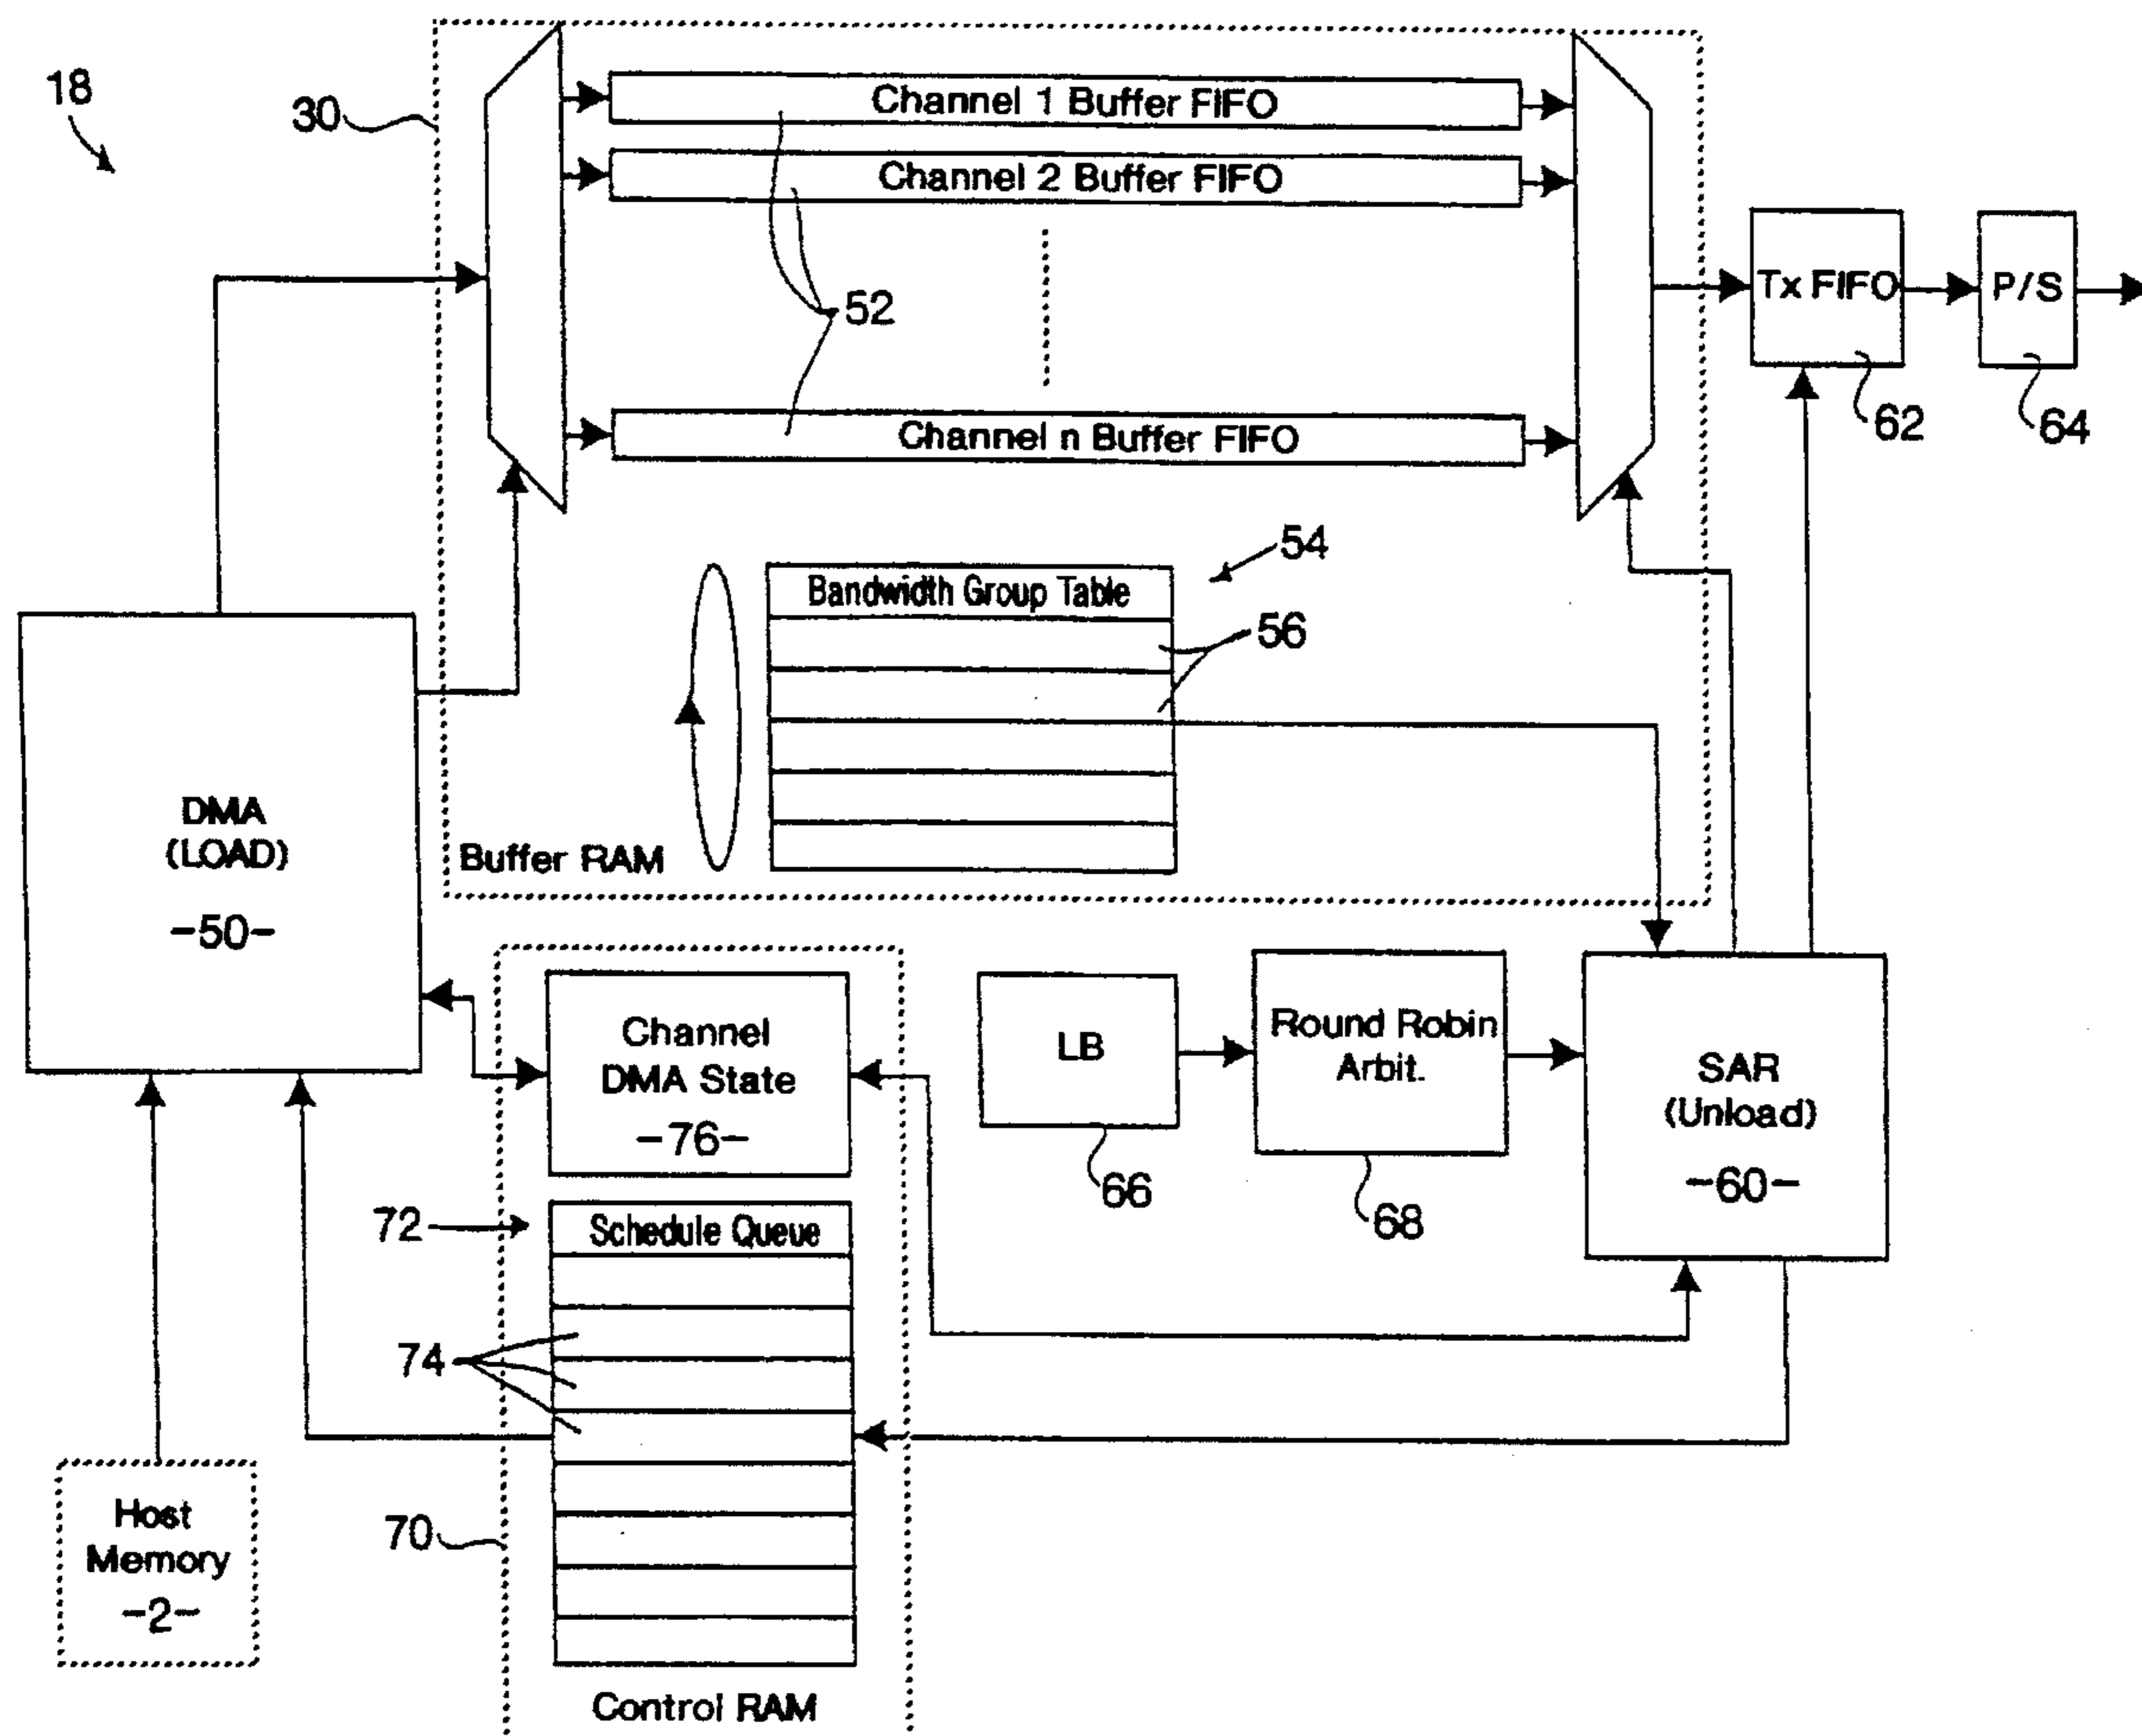 18
30
Channel 1 Buffer FIFO
Channel 2 Buffer FIFO
52
Channel n Buffer FIFO
Tx FIFO
P/S
62
64
54
Bandwidth Group Table
56
DMA
(LOAD)
-50-
Buffer RAM
Channel
DMA State
-76-
LB
66
Round Robin
Arbit.
68
SAR
(Unload)
-60-
72
Schedule Queue
74
70
Host
Memory
-2-
Control RAM